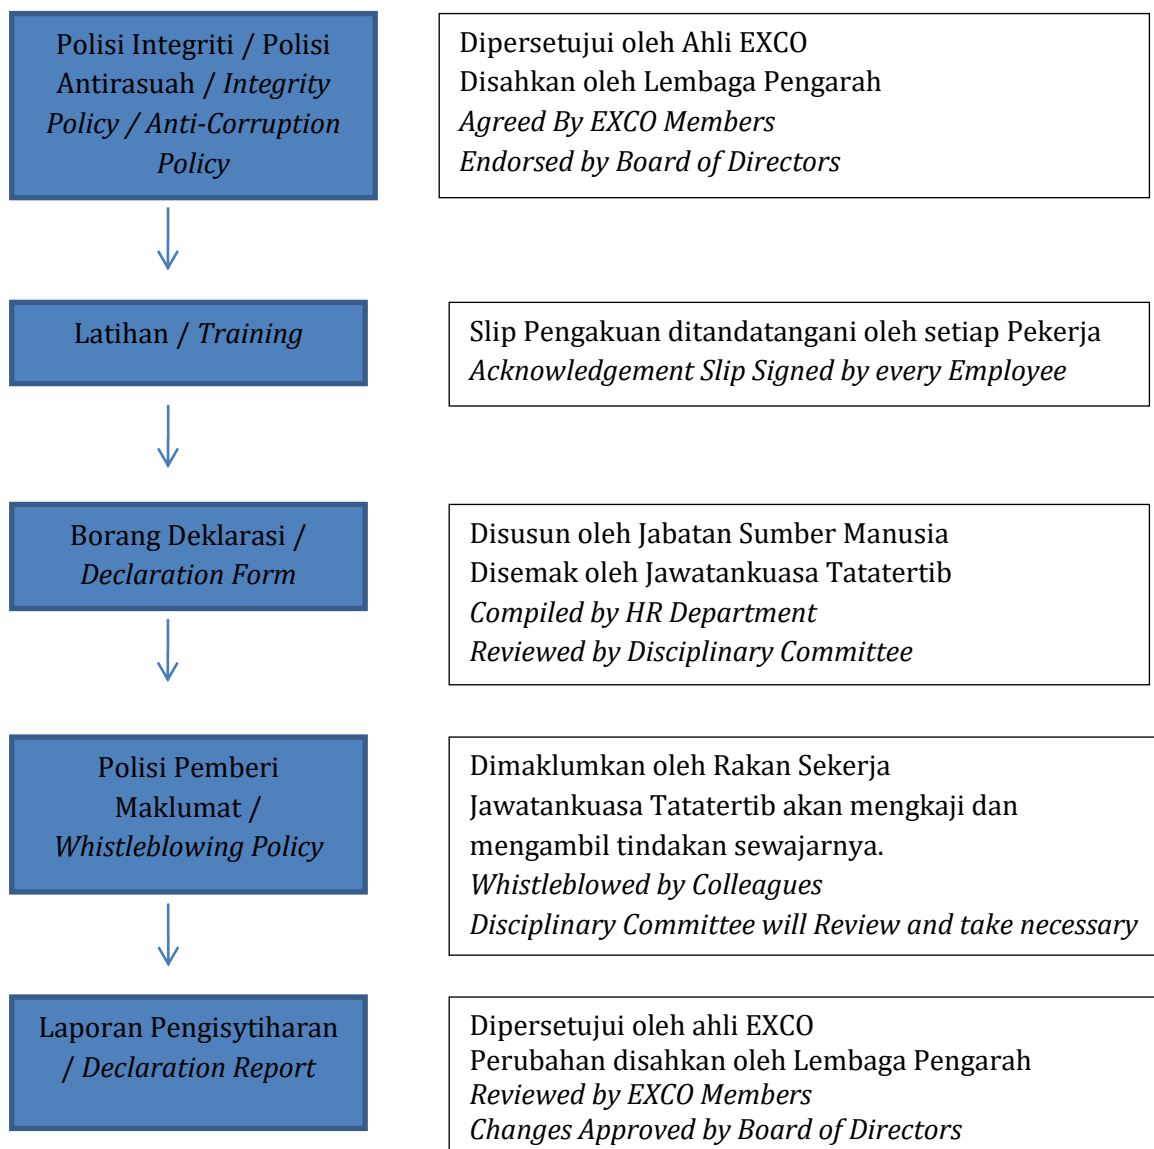 Polisi Integriti / Polisi
Antirasuah / Integrity
Policy / Anti-Corruption
Policy
Dipersetujui oleh Ahli EXCO
Disahkan oleh Lembaga Pengarah
Agreed By EXCO Members
Endorsed by Board of Directors
Latihan / Training
Slip Pengakuan ditandatangani oleh setiap Pekerja
Acknowledgement Slip Signed by every Employee
Borang Deklarasi /
Declaration Form
Disusun oleh Jabatan Sumber Manusia
Disemak oleh Jawatankuasa Tatatertib
Compiled by HR Department
Reviewed by Disciplinary Committee
Polisi Pemberi
Maklumat /
Whistleblowing Policy
Dimaklumkan oleh Rakan Sekerja
Jawatankuasa Tatatertib akan mengkaji dan
mengambil tindakan sewajarnya.
Whistleblowed by Colleagues
Disciplinary Committee will Review and take necessary
Laporan Pengisytiharan
/ Declaration Report
Dipersetujui oleh ahli EXCO
Perubahan disahkan oleh Lembaga Pengarah
Reviewed by EXCO Members
Changes Approved by Board of Directors